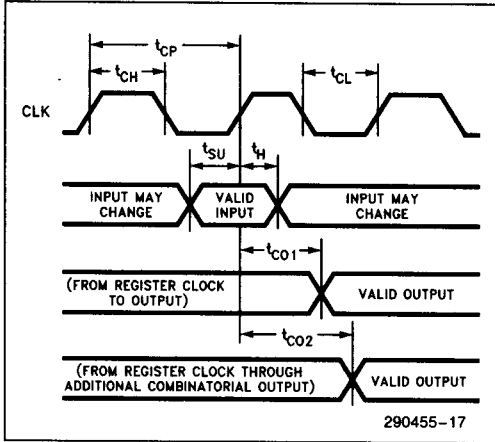 tCP
tCH
tCL
CLK
tSU
tH
INPUT MAY
CHANGE
VALID
INPUT
INPUT MAY
CHANGE
tCO1
(FROM REGISTER CLOCK
TO OUTPUT)
VALID OUTPUT
tCO2
(FROM REGISTER CLOCK THROUGH
ADDITIONAL COMBINATORIAL OUTPUT)
VALID OUTPUT
290455-17